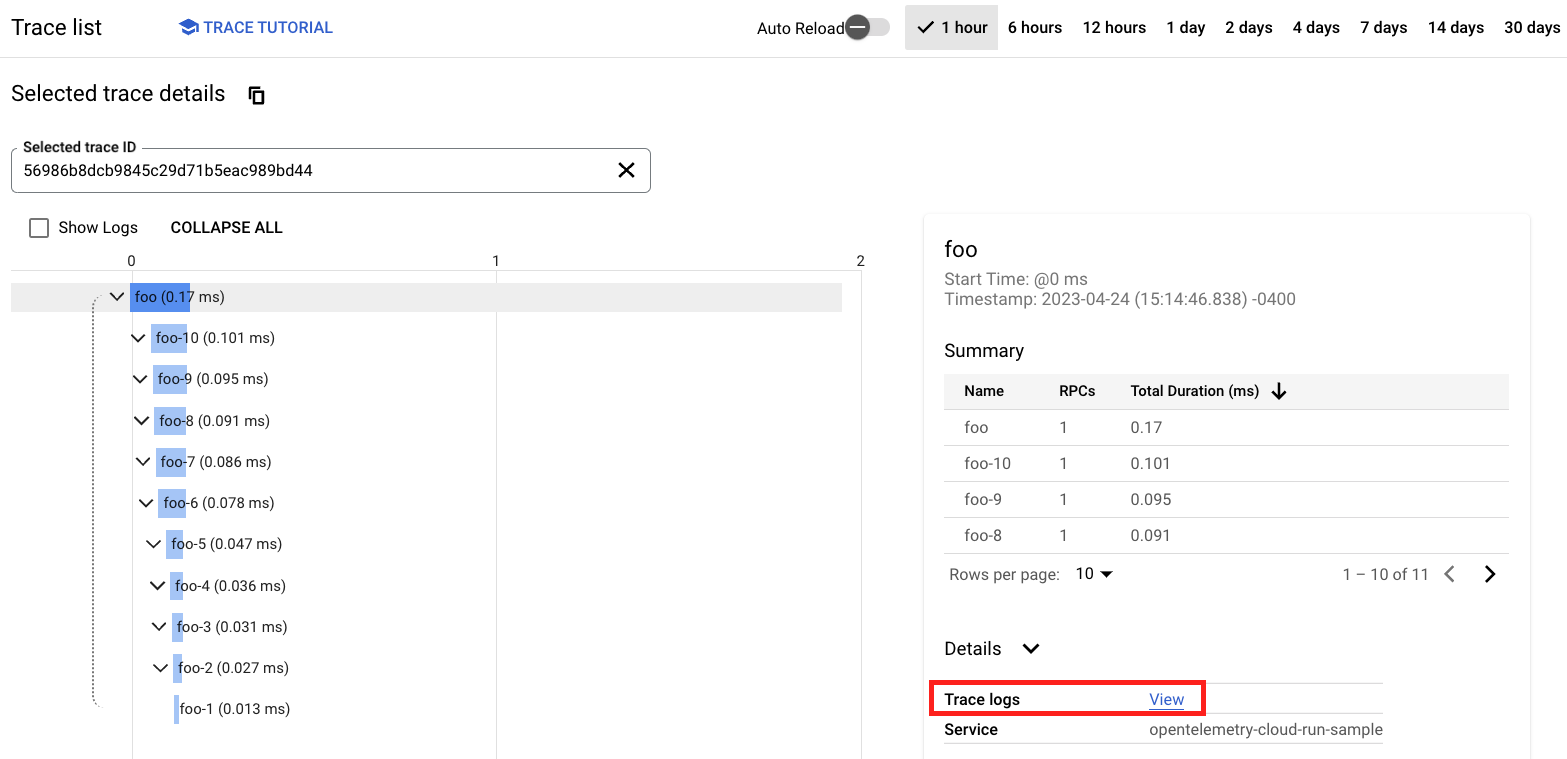 Trace list
TRACE TUTORIAL
Auto Reload
1 hour 6 hours 12 hours 1 day 2 days 4 days 7 days 14 days 30 days
Selected trace details
Selected trace ID
56986b8dcb9845c29d71b5eac989bd44
Show Logs COLLAPSE ALL
0 1 2
foo (0.17 ms)
foo-10 (0.101 ms)
foo-9 (0.095 ms)
foo-8 (0.091 ms)
foo-7 (0.086 ms)
foo-6 (0.078 ms)
foo-5 (0.047 ms)
foo-4 (0.036 ms)
foo-3 (0.031 ms)
foo-2 (0.027 ms)
foo-1 (0.013 ms)
foo
Start Time: @0 ms
Timestamp: 2023-04-24 (15:14:46.838) -0400
Summary
Name RPCs Total Duration (ms)
foo 1 0.17
foo-10 1 0.101
foo-9 1 0.095
foo-8 1 0.091
Rows per page: 10 1 – 10 of 11
Details
Trace logs View
Service opentelemetry-cloud-run-sample